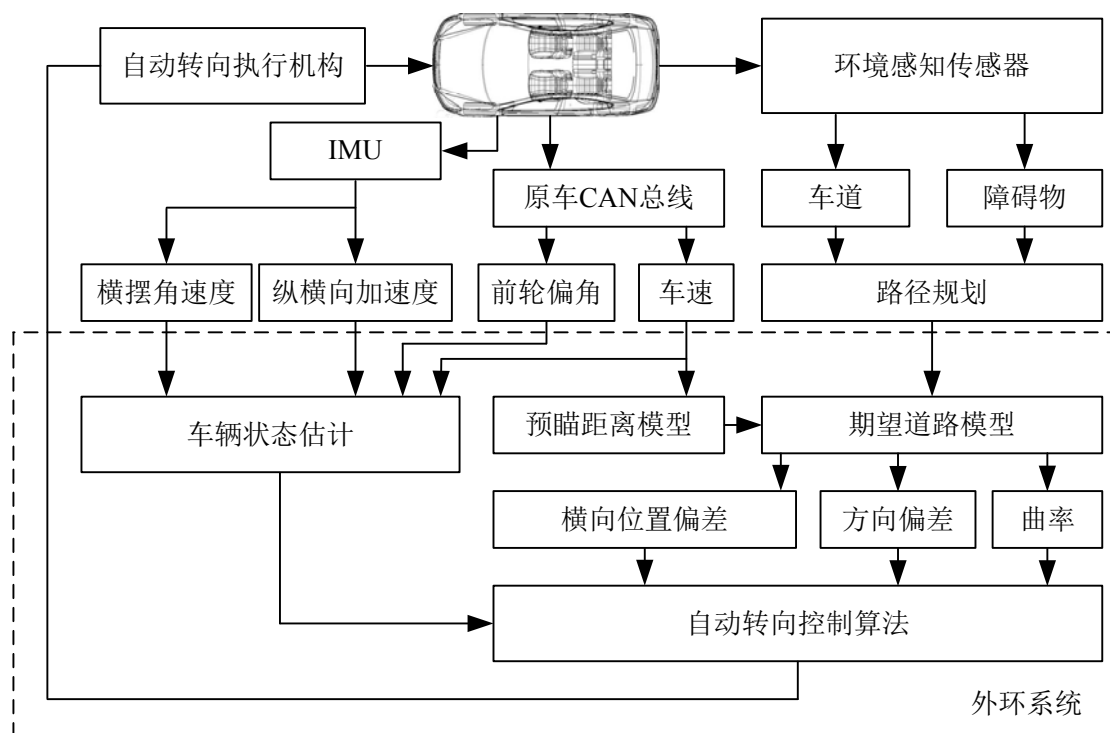 自动转向执行机构
环境感知传感器
IMU
原车CAN总线
车道
障碍物
横摆角速度
纵横向加速度
前轮偏角
车速
路径规划
车辆状态估计
预瞄距离模型
期望道路模型
横向位置偏差
方向偏差
曲率
自动转向控制算法
外环系统